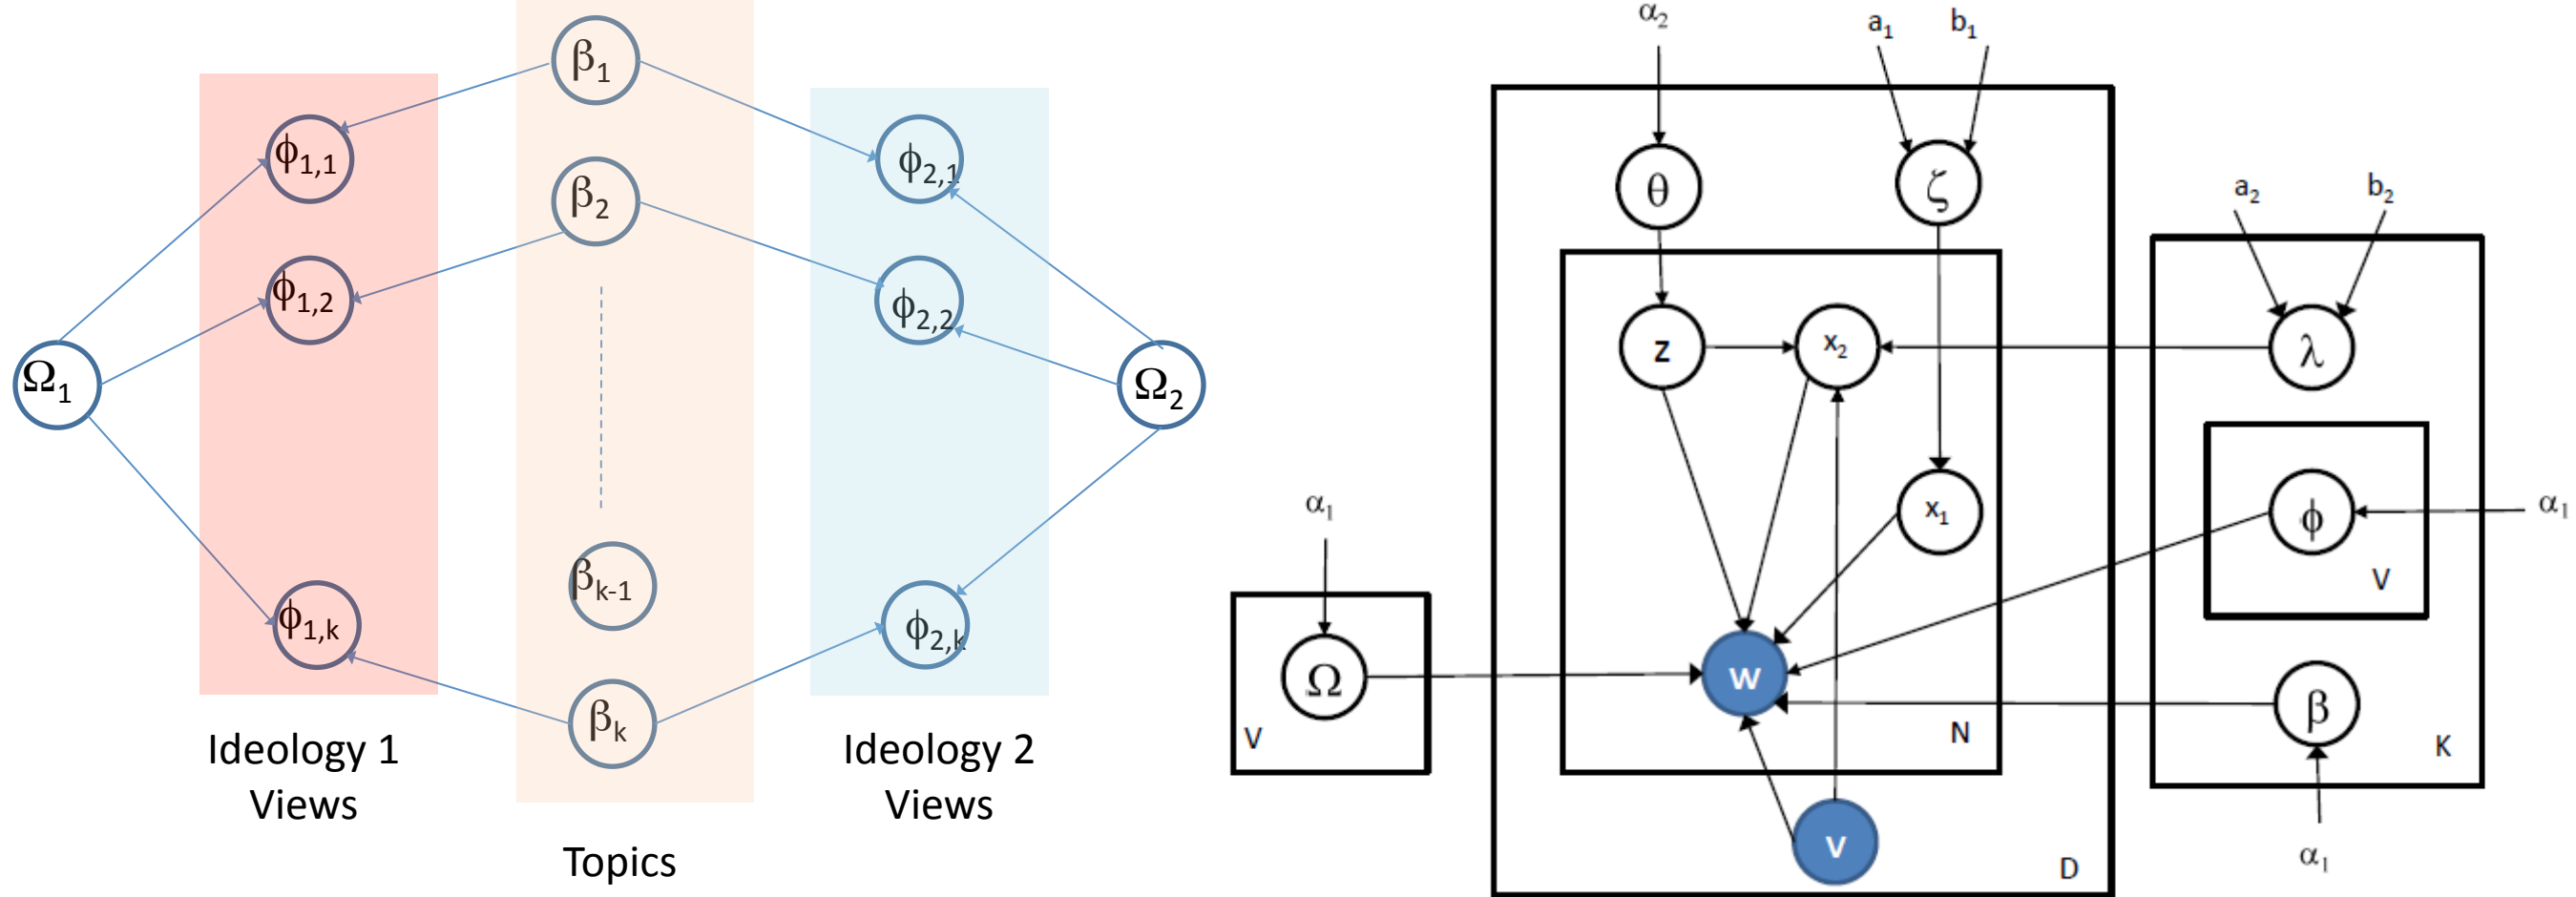 β1
ϕ1,1
ϕ2,1
β2
ϕ1,2
ϕ2,2
Ω1
Ω2
βk-1
ϕ1,k
ϕ2,k
βk
Ideology 1
Views
Topics
Ideology 2
Views
α2
a1
b1
θ
ζ
a2
b2
z
x2
λ
x1
ϕ
α1
V
α1
Ω
V
w
β
N
K
v
D
α1